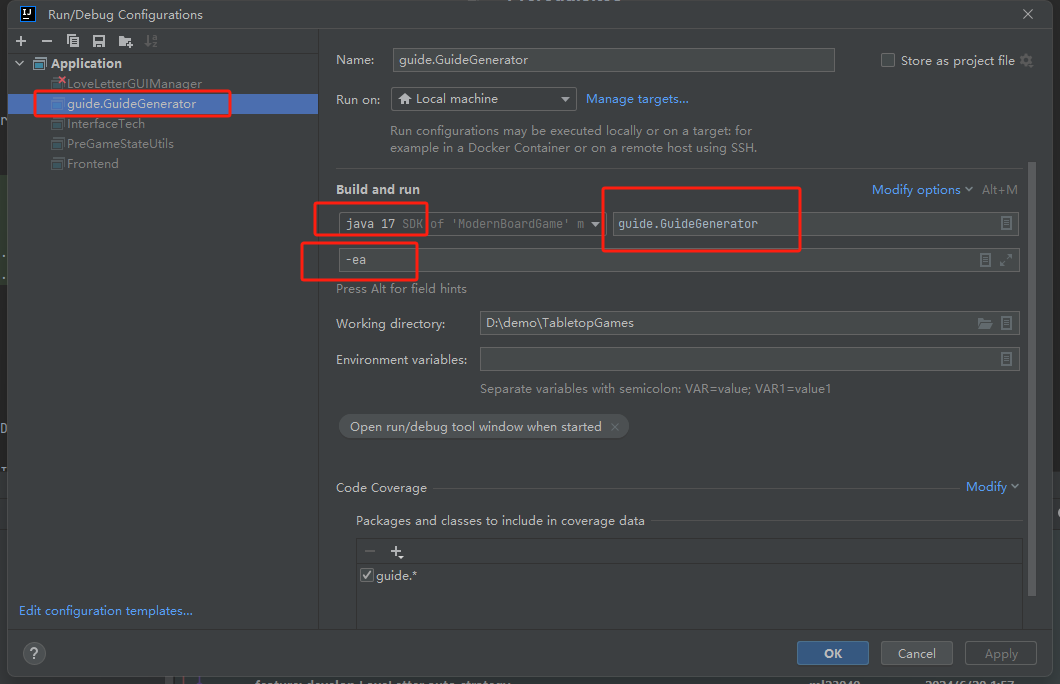 Run/Debug Configurations
Name: guide.GuideGenerator Store as project file
Application
LoveLetterGUIManager
guide.GuideGenerator
InterfaceTech
PreGameStateUtils
Frontend
Run on: Local machine Manage targets...
Run configurations may be executed locally or on a target: for
example in a Docker Container or on a remote host using SSH.
Build and run Modify options Alt+M
java 17 SDK of 'ModernBoardGame' m guide.GuideGenerator
-ea
Press Alt for field hints
Working directory: D:\demo\TabletopGames
Environment variables:
Separate variables with semicolon: VAR=value; VAR1=value1
Open run/debug tool window when started ×
Code Coverage Modify
Packages and classes to include in coverage data
guide.*
Edit configuration templates...
? OK Cancel Apply